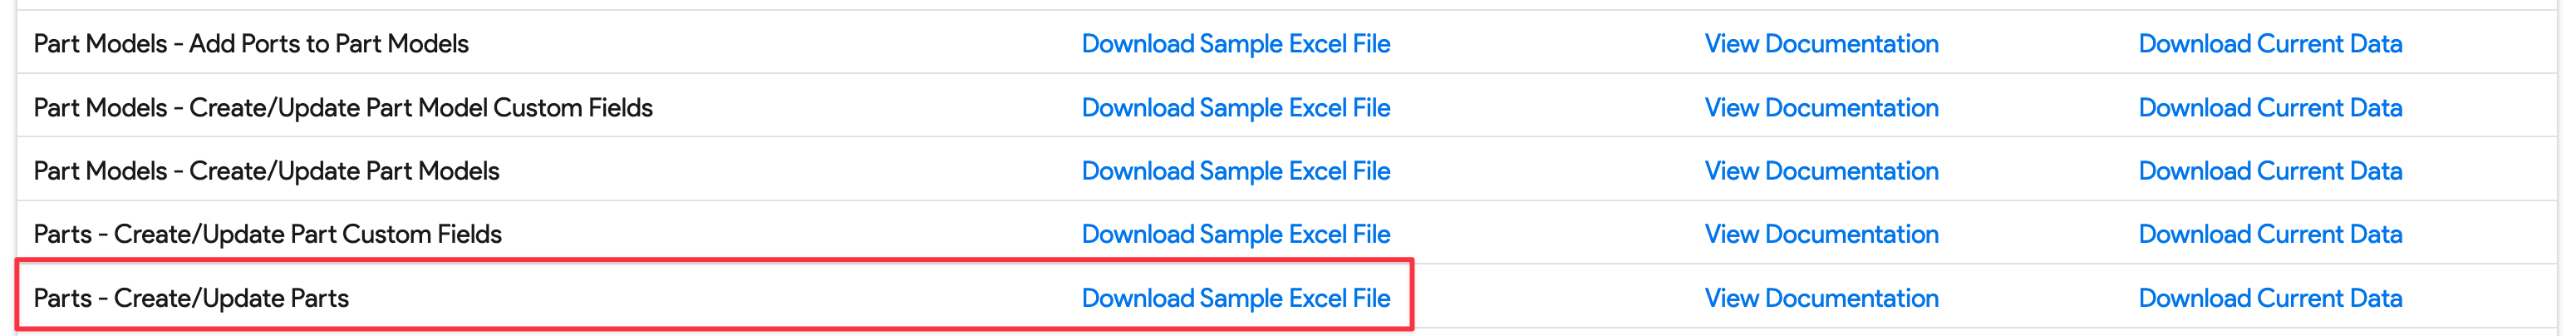 Part Models - Add Ports to Part Models Download Sample Excel File View Documentation Download Current Data
Part Models - Create/Update Part Model Custom Fields Download Sample Excel File View Documentation Download Current Data
Part Models - Create/Update Part Models Download Sample Excel File View Documentation Download Current Data
Parts - Create/Update Part Custom Fields Download Sample Excel File View Documentation Download Current Data
Parts - Create/Update Parts Download Sample Excel File View Documentation Download Current Data